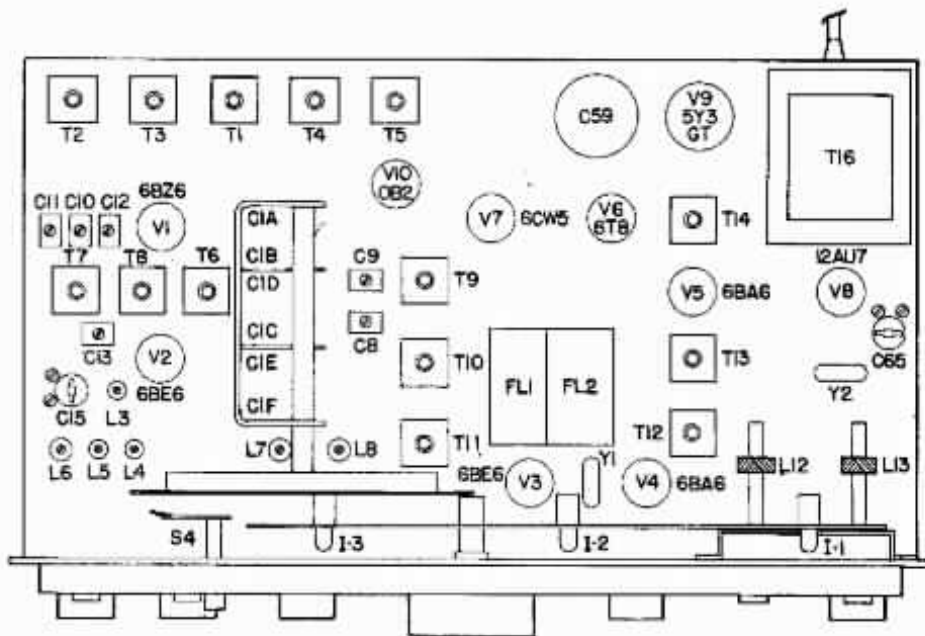 T2 T3 T1 T4 T5
C59
V9
5Y3
GT
T16
V10
OB2
6BZ6
C11 C10 C12
V1
C1A
C1B
C1D
C1C
C1E
C1F
V7 6CW5
V6
6T8
T14
12AU7
T7 T8 T6
C9
T9
V5 6BA6
V8
C13
C8
C65
V2
6BE6
T10
FL1 FL2
T13
Y2
C15 L3
T11
T12
L6 L5 L4
L7 L8
6BE6 V3
Y1
V4 6BA6
L12 L13
S4
I-3 I-2 I-1